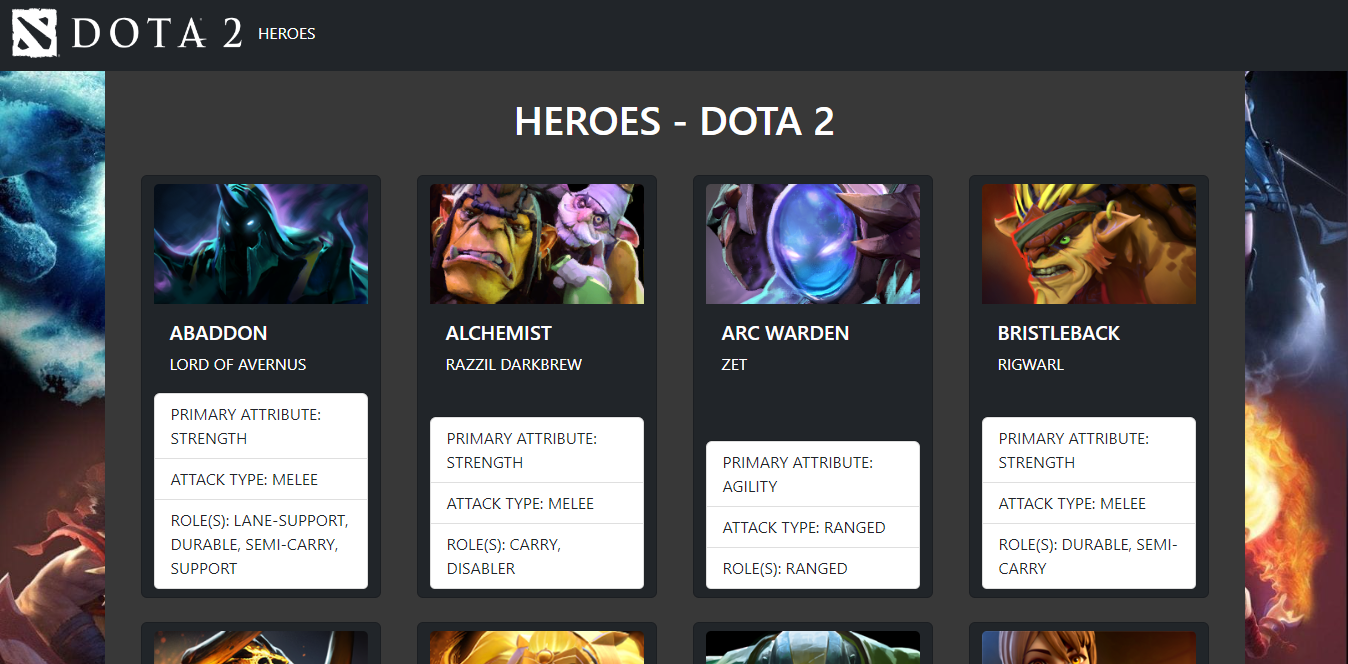 DOTA 2 HEROES
HEROES - DOTA 2
ABADDON
LORD OF AVERNUS
PRIMARY ATTRIBUTE:
STRENGTH
ATTACK TYPE: MELEE
ROLE(S): LANE-SUPPORT,
DURABLE, SEMI-CARRY,
SUPPORT
ALCHEMIST
RAZZIL DARKBREW
PRIMARY ATTRIBUTE:
STRENGTH
ATTACK TYPE: MELEE
ROLE(S): CARRY,
DISABLER
ARC WARDEN
ZET
PRIMARY ATTRIBUTE:
AGILITY
ATTACK TYPE: RANGED
ROLE(S): RANGED
BRISTLEBACK
RIGWARL
PRIMARY ATTRIBUTE:
STRENGTH
ATTACK TYPE: MELEE
ROLE(S): DURABLE, SEMI-
CARRY